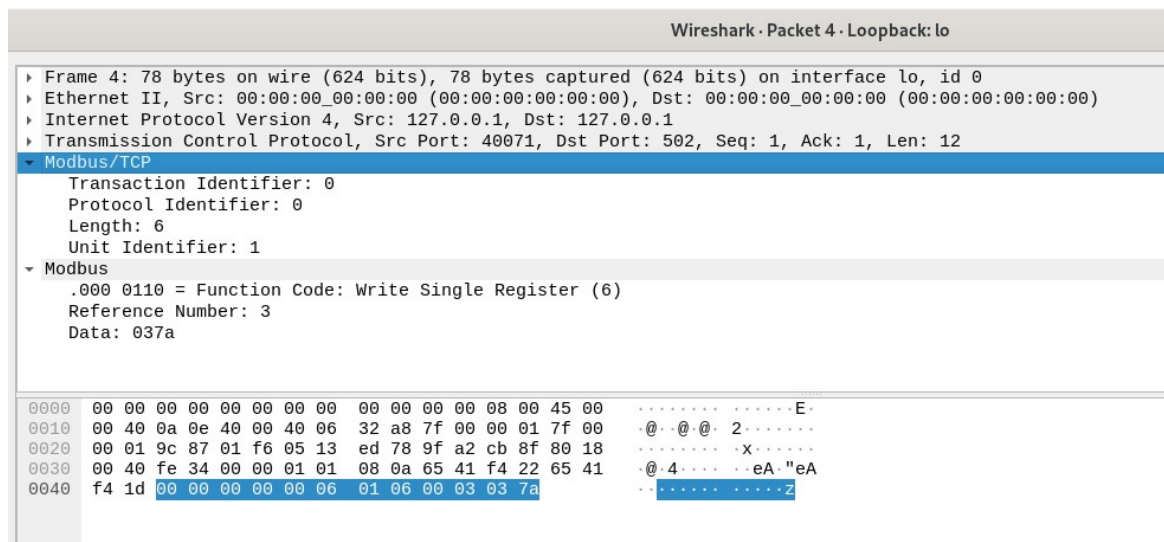 Wireshark · Packet 4 · Loopback: lo
Frame 4: 78 bytes on wire (624 bits), 78 bytes captured (624 bits) on interface lo, id 0
Ethernet II, Src: 00:00:00_00:00:00 (00:00:00:00:00:00), Dst: 00:00:00_00:00:00 (00:00:00:00:00:00)
Internet Protocol Version 4, Src: 127.0.0.1, Dst: 127.0.0.1
Transmission Control Protocol, Src Port: 40071, Dst Port: 502, Seq: 1, Ack: 1, Len: 12
Modbus/TCP
Transaction Identifier: 0
Protocol Identifier: 0
Length: 6
Unit Identifier: 1
Modbus
.000 0110 = Function Code: Write Single Register (6)
Reference Number: 3
Data: 037a
0000 00 00 00 00 00 00 00 00 00 00 00 00 08 00 45 00 ········ ······E·
0010 00 40 0a 0e 40 00 40 06 32 a8 7f 00 00 01 7f 00 ·@··@·@· 2·······
0020 00 01 9c 87 01 f6 05 13 ed 78 9f a2 cb 8f 80 18 ········ ·x······
0030 00 40 fe 34 00 00 01 01 08 0a 65 41 f4 22 65 41 ·@·4···· ··eA·"eA
0040 f4 1d 00 00 00 00 00 06 01 06 00 03 03 7a ········ ·····z